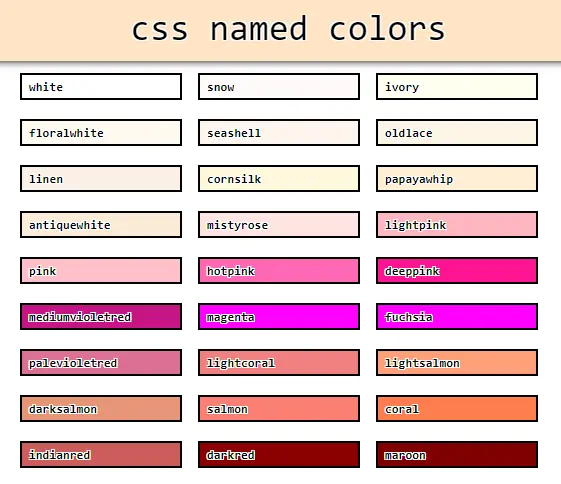 css named colors
white snow ivory
floralwhite seashell oldlace
linen cornsilk papayawhip
antiquewhite mistyrose lightpink
pink hotpink deeppink
mediumvioletred magenta fuchsia
palevioletred lightcoral lightsalmon
darksalmon salmon coral
indianred darkred maroon